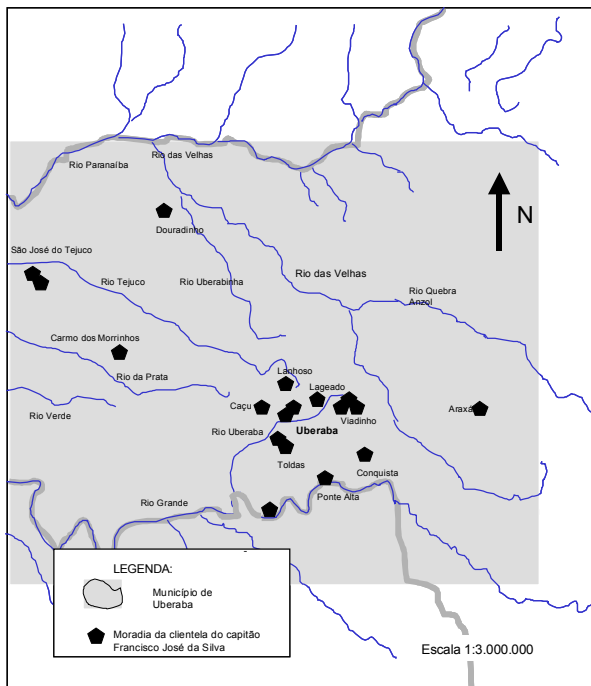 Rio das Velhas
Rio Paranaíba
Douradinho
N
São José do Tejuco
Rio Tejuco
Rio Uberabinha
Rio das Velhas
Rio Quebra
Anzol
Carmo dos Morrinhos
Rio da Prata
Lanhoso
Lageado
Rio Verde
Caçu
Viadinho
Araxá
Rio Uberaba
Uberaba
Toldas
Conquista
Ponte Alta
Rio Grande
LEGENDA:
Município de
Uberaba
Moradia da clientela do capitão
Francisco José da Silva
Escala 1:3.000.000